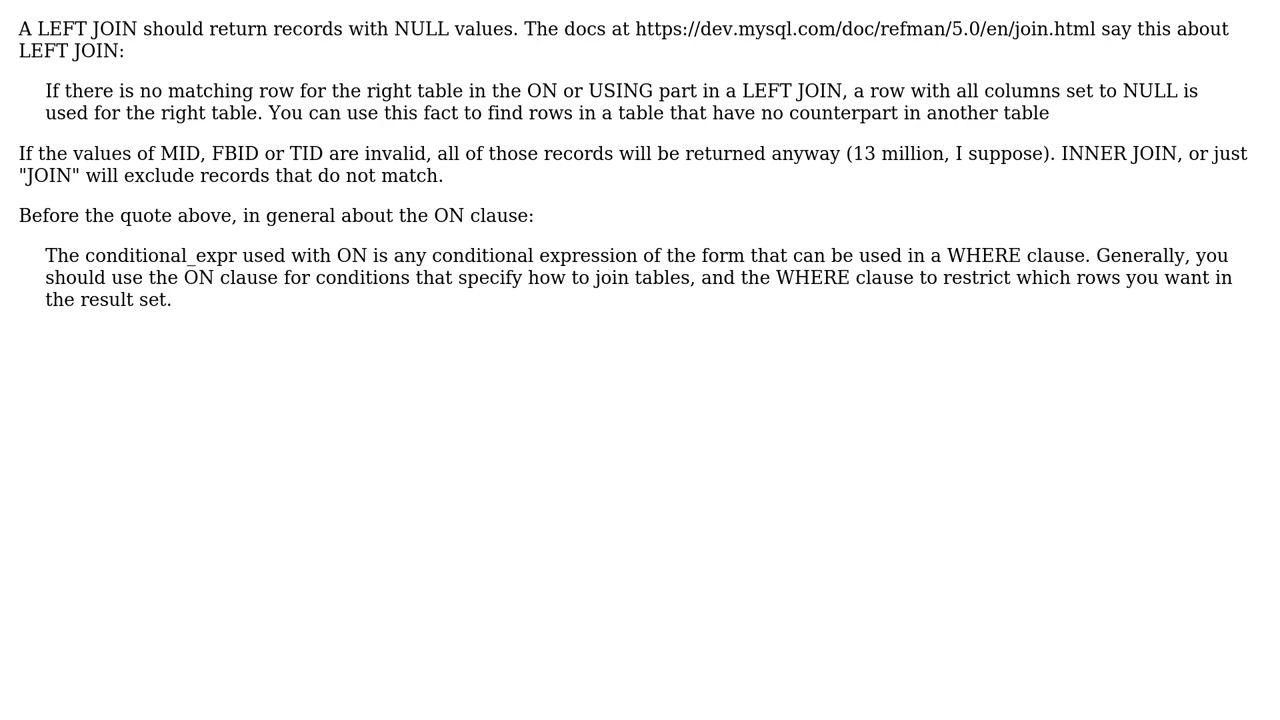 A LEFT JOIN should return records with NULL values. The docs at https://dev.mysql.com/doc/refman/5.0/en/join.html say this about
LEFT JOIN:
If there is no matching row for the right table in the ON or USING part in a LEFT JOIN, a row with all columns set to NULL is
used for the right table. You can use this fact to find rows in a table that have no counterpart in another table
If the values of MID, FBID or TID are invalid, all of those records will be returned anyway (13 million, I suppose). INNER JOIN, or just
"JOIN" will exclude records that do not match.
Before the quote above, in general about the ON clause:
The conditional_expr used with ON is any conditional expression of the form that can be used in a WHERE clause. Generally, you
should use the ON clause for conditions that specify how to join tables, and the WHERE clause to restrict which rows you want in
the result set.